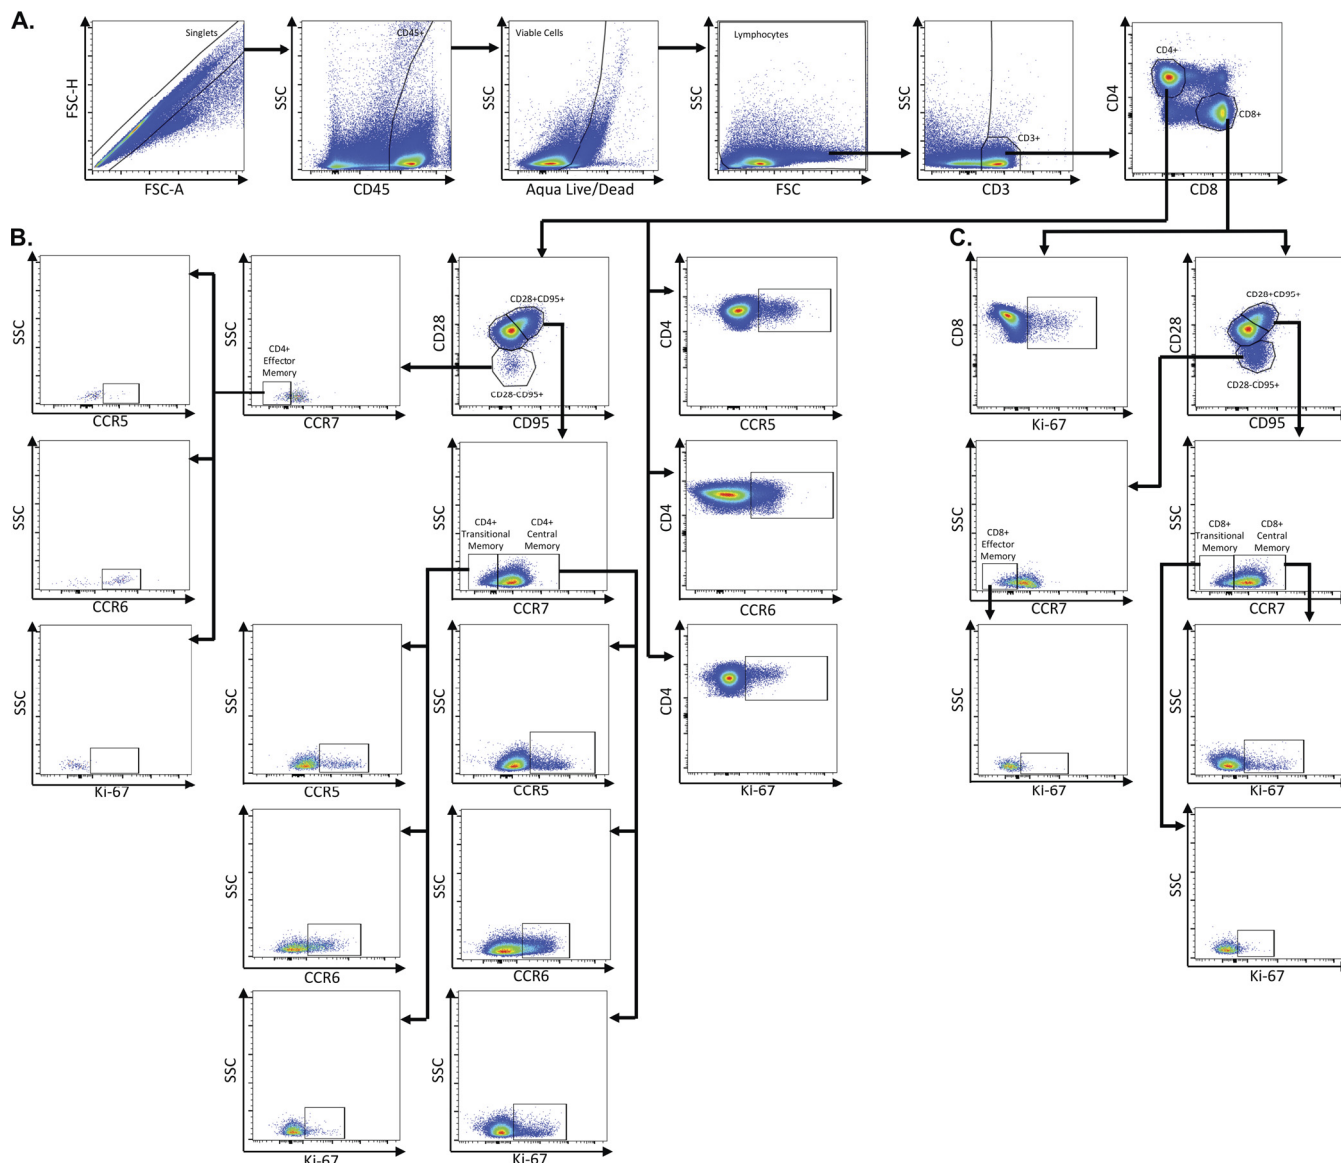 A.
FSC-H
Singlets
FSC-A
SSC
CD45+
CD45
SSC
Viable Cells
Aqua Live/Dead
SSC
Lymphocytes
FSC
SSC
CD3+
CD3
CD4
CD4+
CD8+
CD8
B.
SSC
CCR5
SSC
CD4+
Effector
Memory
CCR7
CD28
CD28+CD95+
CD28-CD95+
CD95
CD4
CCR5
SSC
CCR6
SSC
CD4+
Transitional
Memory
CD4+
Central
Memory
CCR7
CD4
CCR6
SSC
Ki-67
SSC
CCR5
SSC
CCR5
CD4
Ki-67
SSC
CCR6
SSC
CCR6
SSC
Ki-67
SSC
Ki-67
C.
CD8
Ki-67
CD28
CD28+CD95+
CD28-CD95+
CD95
SSC
CD8+
Effector
Memory
CCR7
SSC
CD8+
Transitional
Memory
CD8+
Central
Memory
CCR7
SSC
Ki-67
SSC
Ki-67
SSC
Ki-67